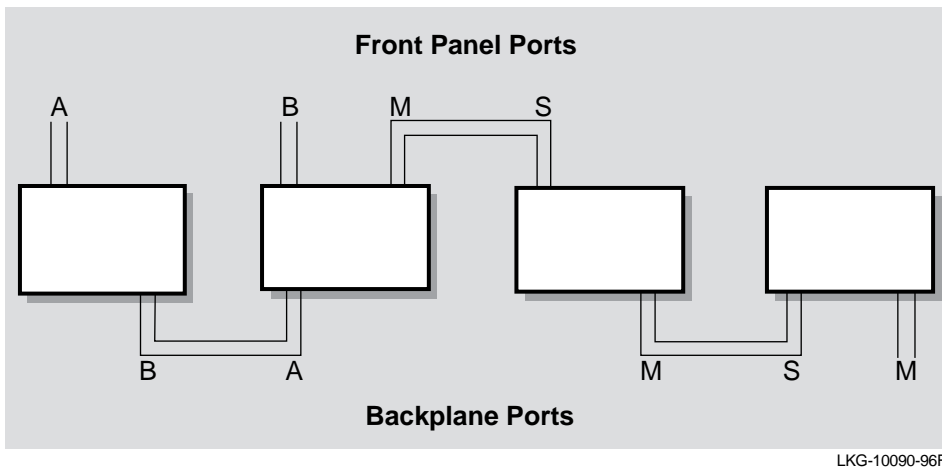 Front Panel Ports
A B M S
B A M S M
Backplane Ports
LKG-10090-96F